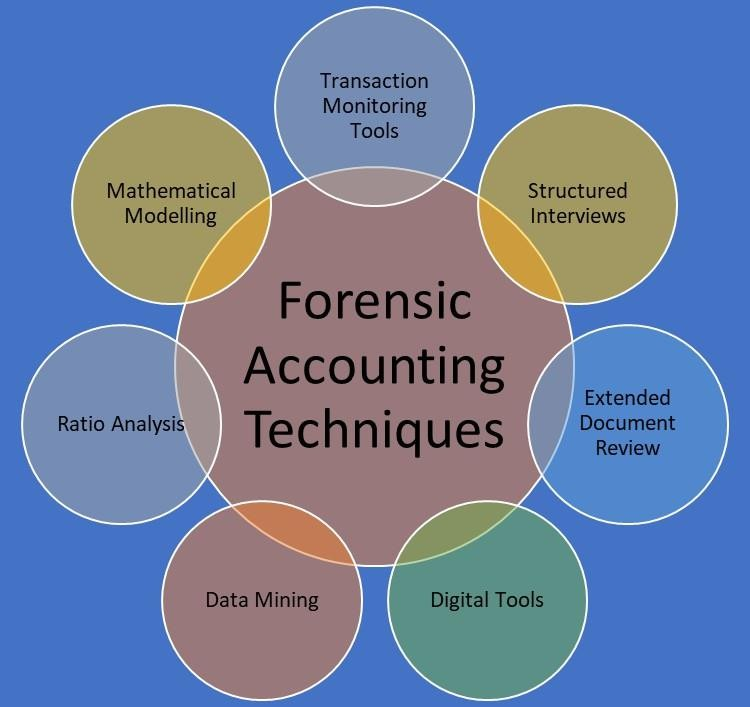 Transaction
Monitoring
Tools
Mathematical
Modelling
Structured
Interviews
Forensic
Accounting
Techniques
Ratio Analysis
Extended
Document
Review
Data Mining
Digital Tools